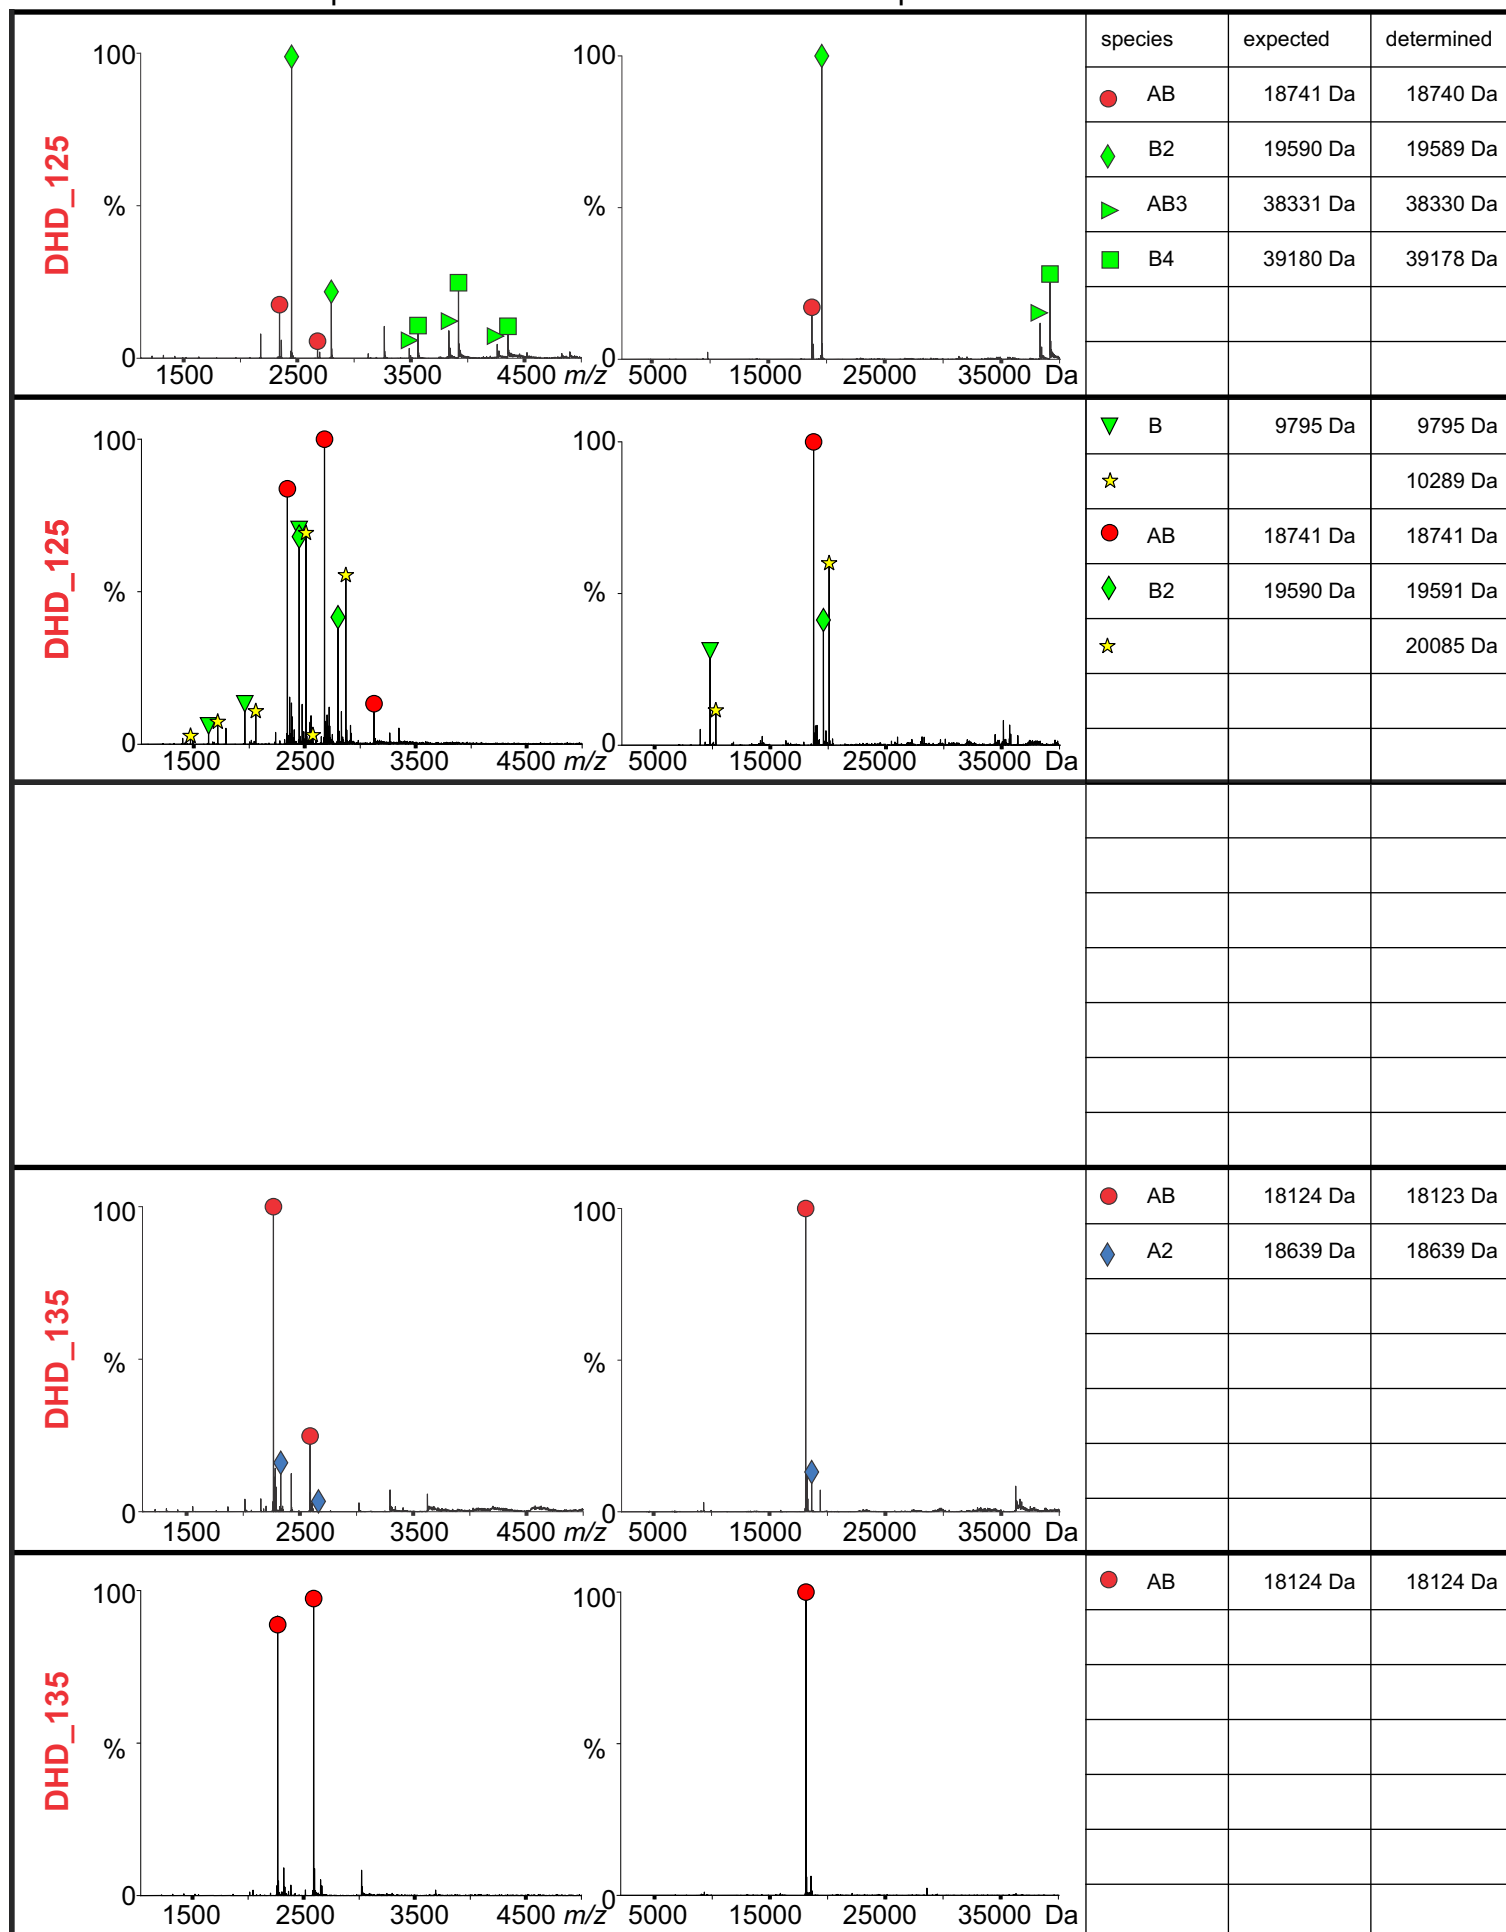 species expected determined
DHD_125
100
%
0
1500 2500 3500 4500 m/z
100
%
0
5000 15000 25000 35000 Da
AB 18741 Da 18740 Da
B2 19590 Da 19589 Da
AB3 38331 Da 38330 Da
B4 39180 Da 39178 Da
DHD_125
100
%
0
1500 2500 3500 4500 m/z
100
%
0
5000 15000 25000 35000 Da
B 9795 Da 9795 Da
10289 Da
AB 18741 Da 18741 Da
B2 19590 Da 19591 Da
20085 Da
DHD_135
100
%
0
1500 2500 3500 4500 m/z
100
%
0
5000 15000 25000 35000 Da
AB 18124 Da 18123 Da
A2 18639 Da 18639 Da
DHD_135
100
%
0
1500 2500 3500 4500 m/z
100
%
0
5000 15000 25000 35000 Da
AB 18124 Da 18124 Da